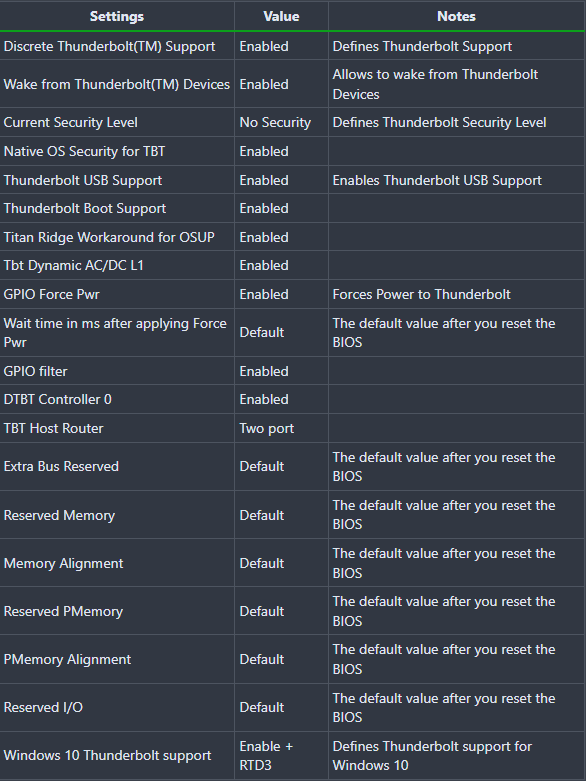 Settings Value Notes
Discrete Thunderbolt(TM) Support Enabled Defines Thunderbolt Support
Wake from Thunderbolt(TM) Devices Enabled Allows to wake from Thunderbolt
Devices
Current Security Level No Security Defines Thunderbolt Security Level
Native OS Security for TBT Enabled
Thunderbolt USB Support Enabled Enables Thunderbolt USB Support
Thunderbolt Boot Support Enabled
Titan Ridge Workaround for OSUP Enabled
Tbt Dynamic AC/DC L1 Enabled
GPIO Force Pwr Enabled Forces Power to Thunderbolt
Wait time in ms after applying Force
Pwr Default The default value after you reset the
BIOS
GPIO filter Enabled
DTBT Controller 0 Enabled
TBT Host Router Two port
Extra Bus Reserved Default The default value after you reset the
BIOS
Reserved Memory Default The default value after you reset the
BIOS
Memory Alignment Default The default value after you reset the
BIOS
Reserved PMemory Default The default value after you reset the
BIOS
PMemory Alignment Default The default value after you reset the
BIOS
Reserved I/O Default The default value after you reset the
BIOS
Windows 10 Thunderbolt support Enable +
RTD3 Defines Thunderbolt support for
Windows 10